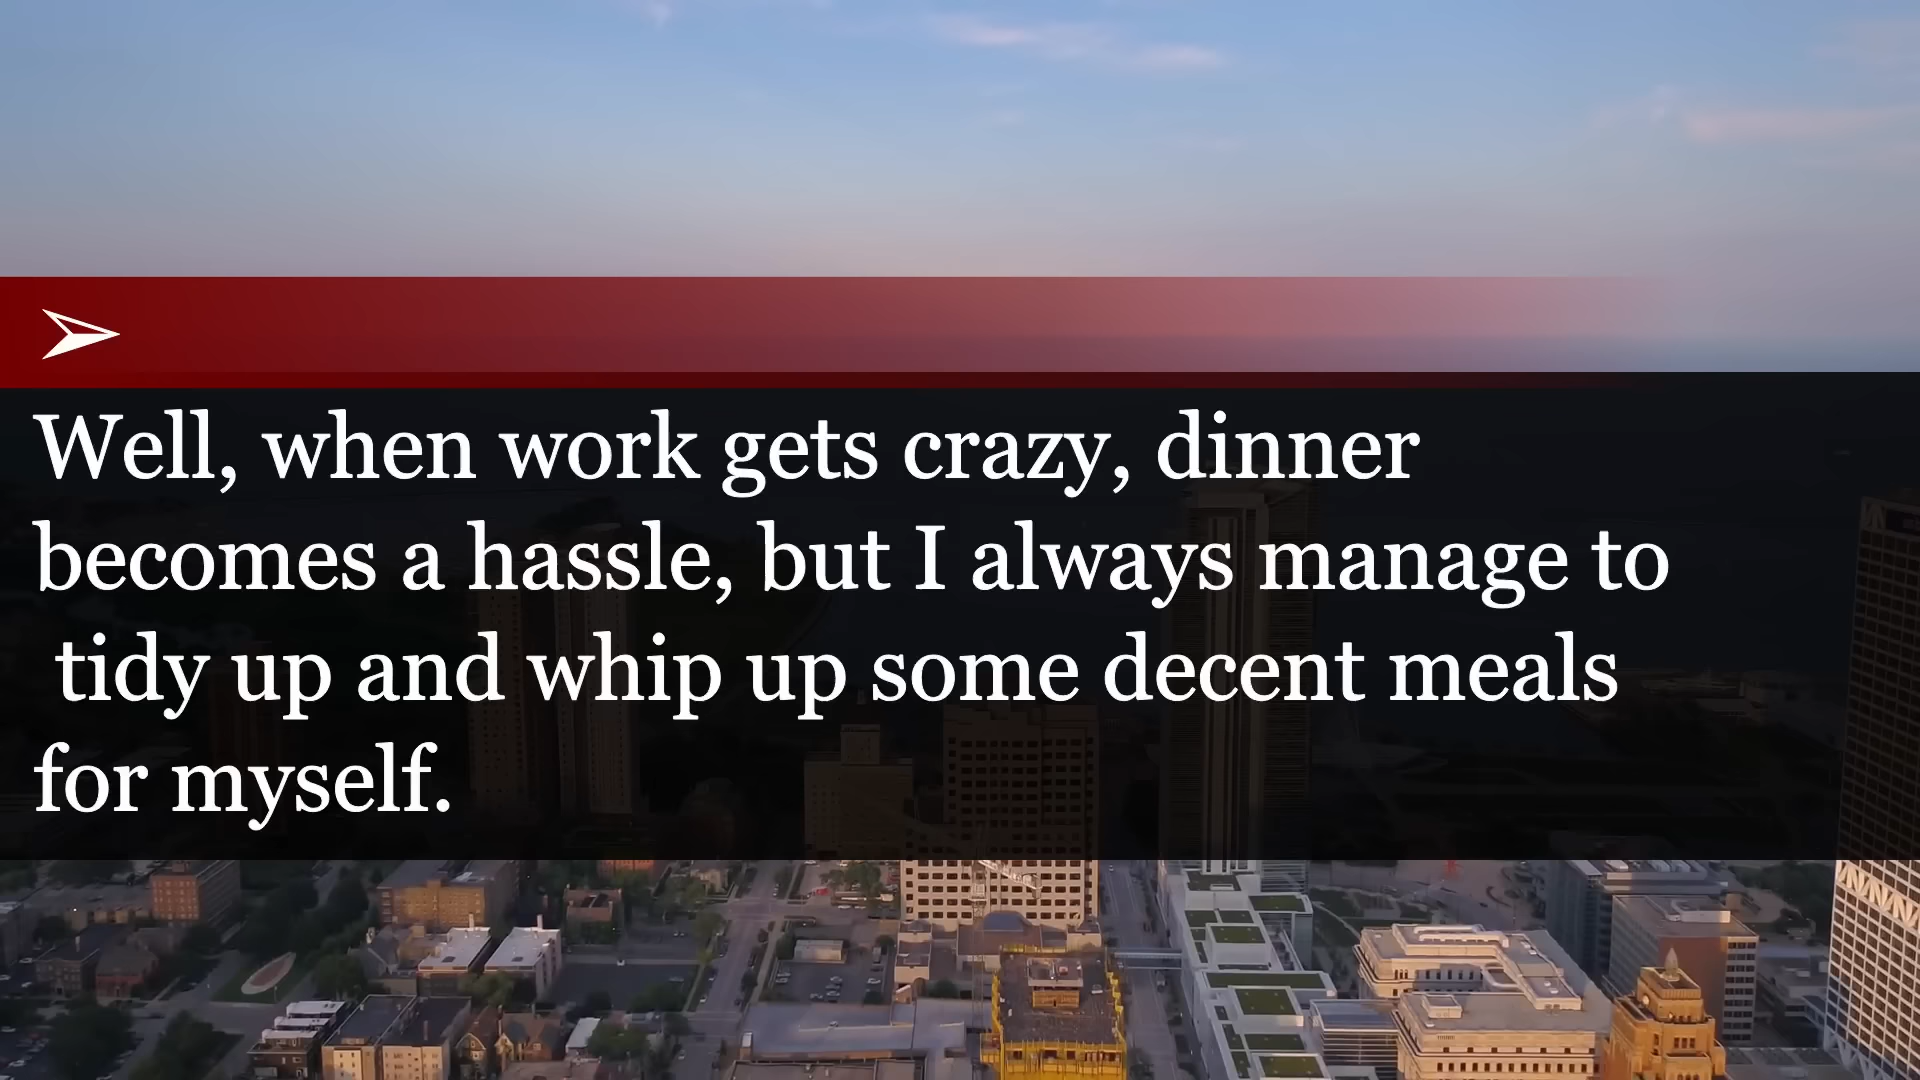 Well, when work gets crazy, dinner
becomes a hassle, but I always manage to
tidy up and whip up some decent meals
for myself.